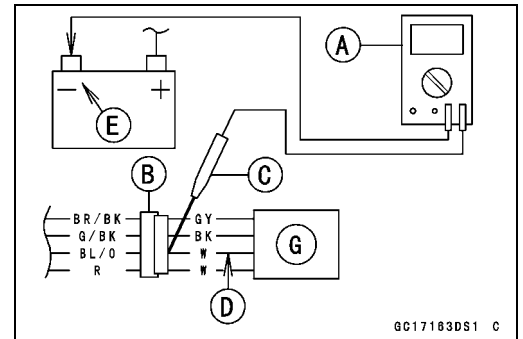 A
− +
E
B
C
BR/BK GY
G/BK BK
BL/O W
R W
G
D
GC17163DS1 C